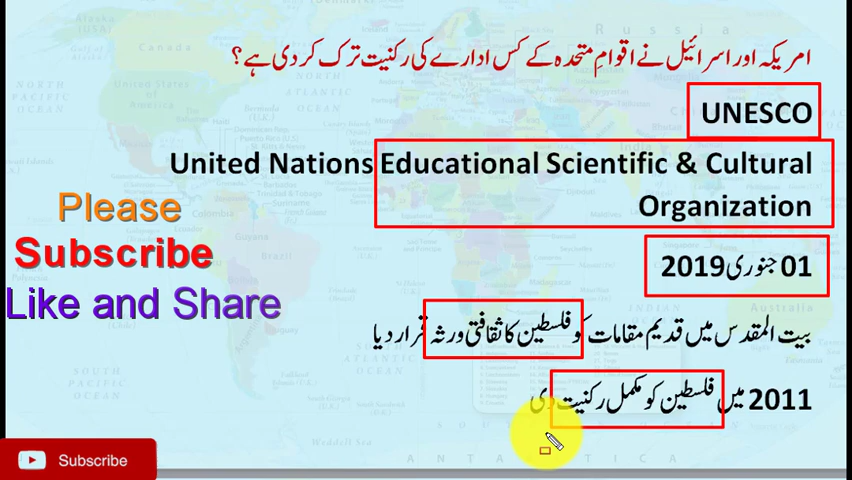 امریکہ اور اسرائیل نے اقوامِ متحدہ کے کس ادارے کی رکنیت ترک کر دی ہے؟
UNESCO
United Nations Educational Scientific & Cultural
Organization
01 جنوری 2019
بیت المقدس میں قدیم مقامات کو فلسطین کا ثقافتی ورثہ قرار دیا
2011 میں فلسطین کو مکمل رکنیت دی
Please
Subscribe
Like and Share
Subscribe